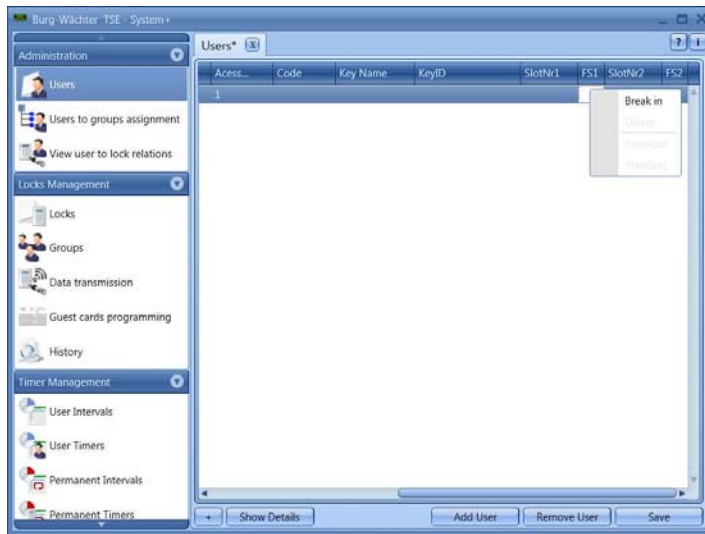 Burg-Wächter TSE - System+
Administration
Users
Users to groups assignment
View user to lock relations
Locks Management
Locks
Groups
Data transmission
Guest cards programming
History
Timer Management
User Intervals
User Timers
Permanent Intervals
Permanent Timers
Users*
? i
Acess... Code Key Name KeyID SlotNr1 FS1 SlotNr2 FS2
1
Break in
Delete
Standard
+ Show Details Add User Remove User Save